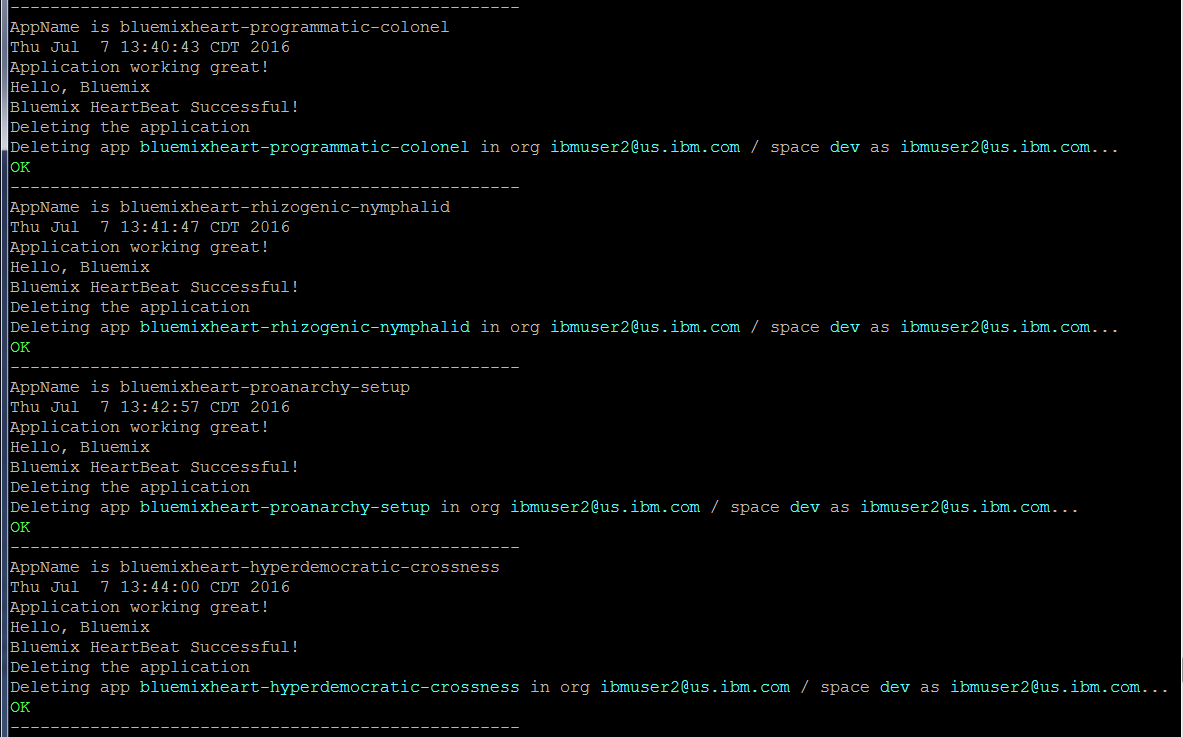 ---------------------------------------------------
AppName is bluemixheart-programmatic-colonel
Thu Jul  7 13:40:43 CDT 2016
Application working great!
Hello, Bluemix
Bluemix HeartBeat Successful!
Deleting the application
Deleting app bluemixheart-programmatic-colonel in org ibmuser2@us.ibm.com / space dev as ibmuser2@us.ibm.com...
OK
---------------------------------------------------
AppName is bluemixheart-rhizogenic-nymphalid
Thu Jul  7 13:41:47 CDT 2016
Application working great!
Hello, Bluemix
Bluemix HeartBeat Successful!
Deleting the application
Deleting app bluemixheart-rhizogenic-nymphalid in org ibmuser2@us.ibm.com / space dev as ibmuser2@us.ibm.com...
OK
---------------------------------------------------
AppName is bluemixheart-proanarchy-setup
Thu Jul  7 13:42:57 CDT 2016
Application working great!
Hello, Bluemix
Bluemix HeartBeat Successful!
Deleting the application
Deleting app bluemixheart-proanarchy-setup in org ibmuser2@us.ibm.com / space dev as ibmuser2@us.ibm.com...
OK
---------------------------------------------------
AppName is bluemixheart-hyperdemocratic-crossness
Thu Jul  7 13:44:00 CDT 2016
Application working great!
Hello, Bluemix
Bluemix HeartBeat Successful!
Deleting the application
Deleting app bluemixheart-hyperdemocratic-crossness in org ibmuser2@us.ibm.com / space dev as ibmuser2@us.ibm.com...
OK
---------------------------------------------------